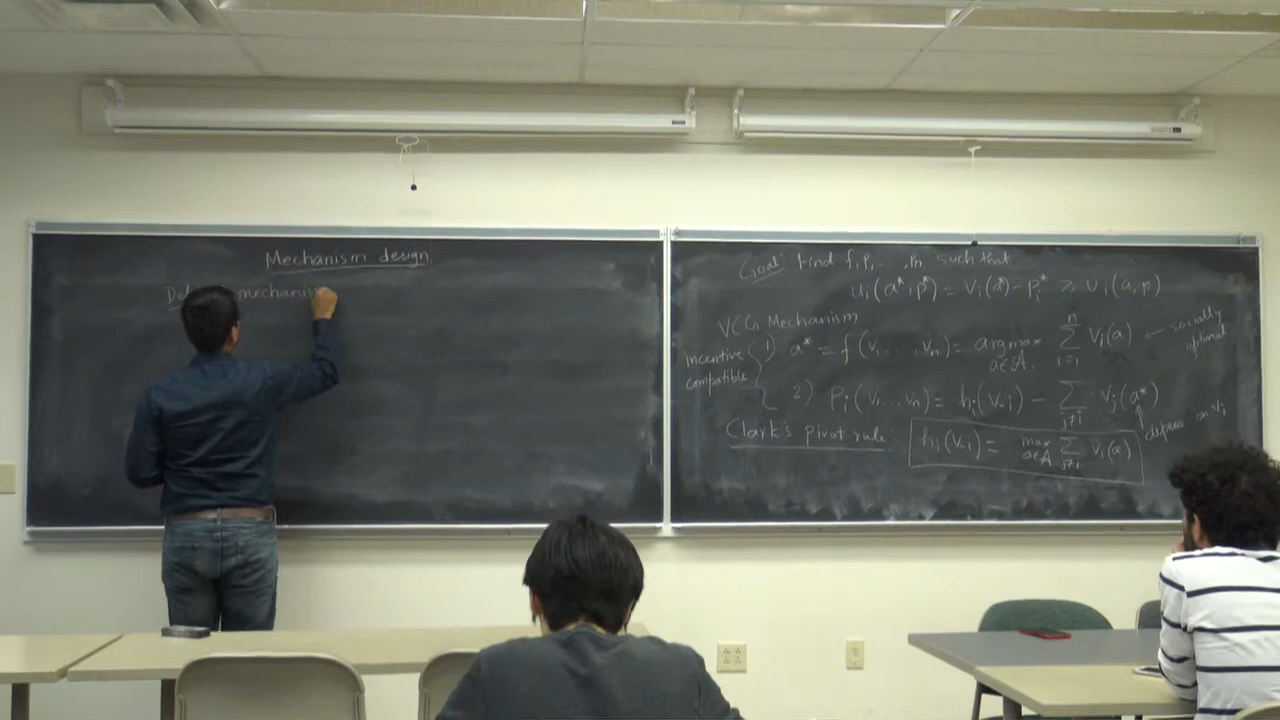 Mechanism design
mechanis
Goal: Find f, p₁ … , pₙ such that
uᵢ(a*, p*) = vᵢ(a*) - pᵢ* ≥ uᵢ(a, p)
VCG Mechanism
Incentive compatible
1) a* = f(v₁ … , vₙ) = argmax a∈A ∑ i=1 n vᵢ(a) ← socially optimal
2) pᵢ(v₁ … vₙ) = hᵢ(v₋ᵢ) - ∑ j≠i vⱼ(a*)
depends on vᵢ
Clark's pivot rule: hᵢ(v₋ᵢ) = max a∈A ∑ j≠i vᵢ(a)